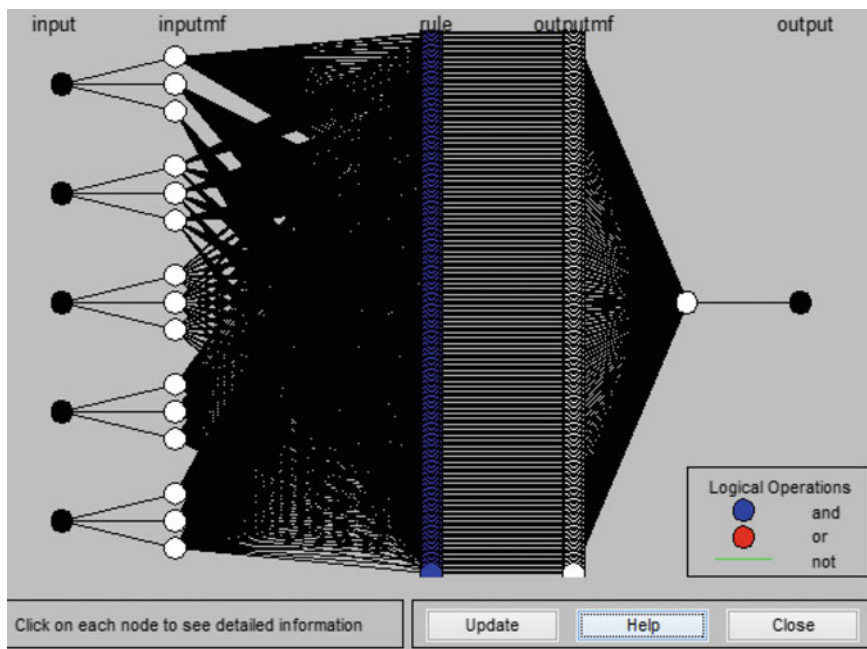 input inputmf rule outputmf output
Logical Operations
and
or
not
Click on each node to see detailed information
Update
Help
Close